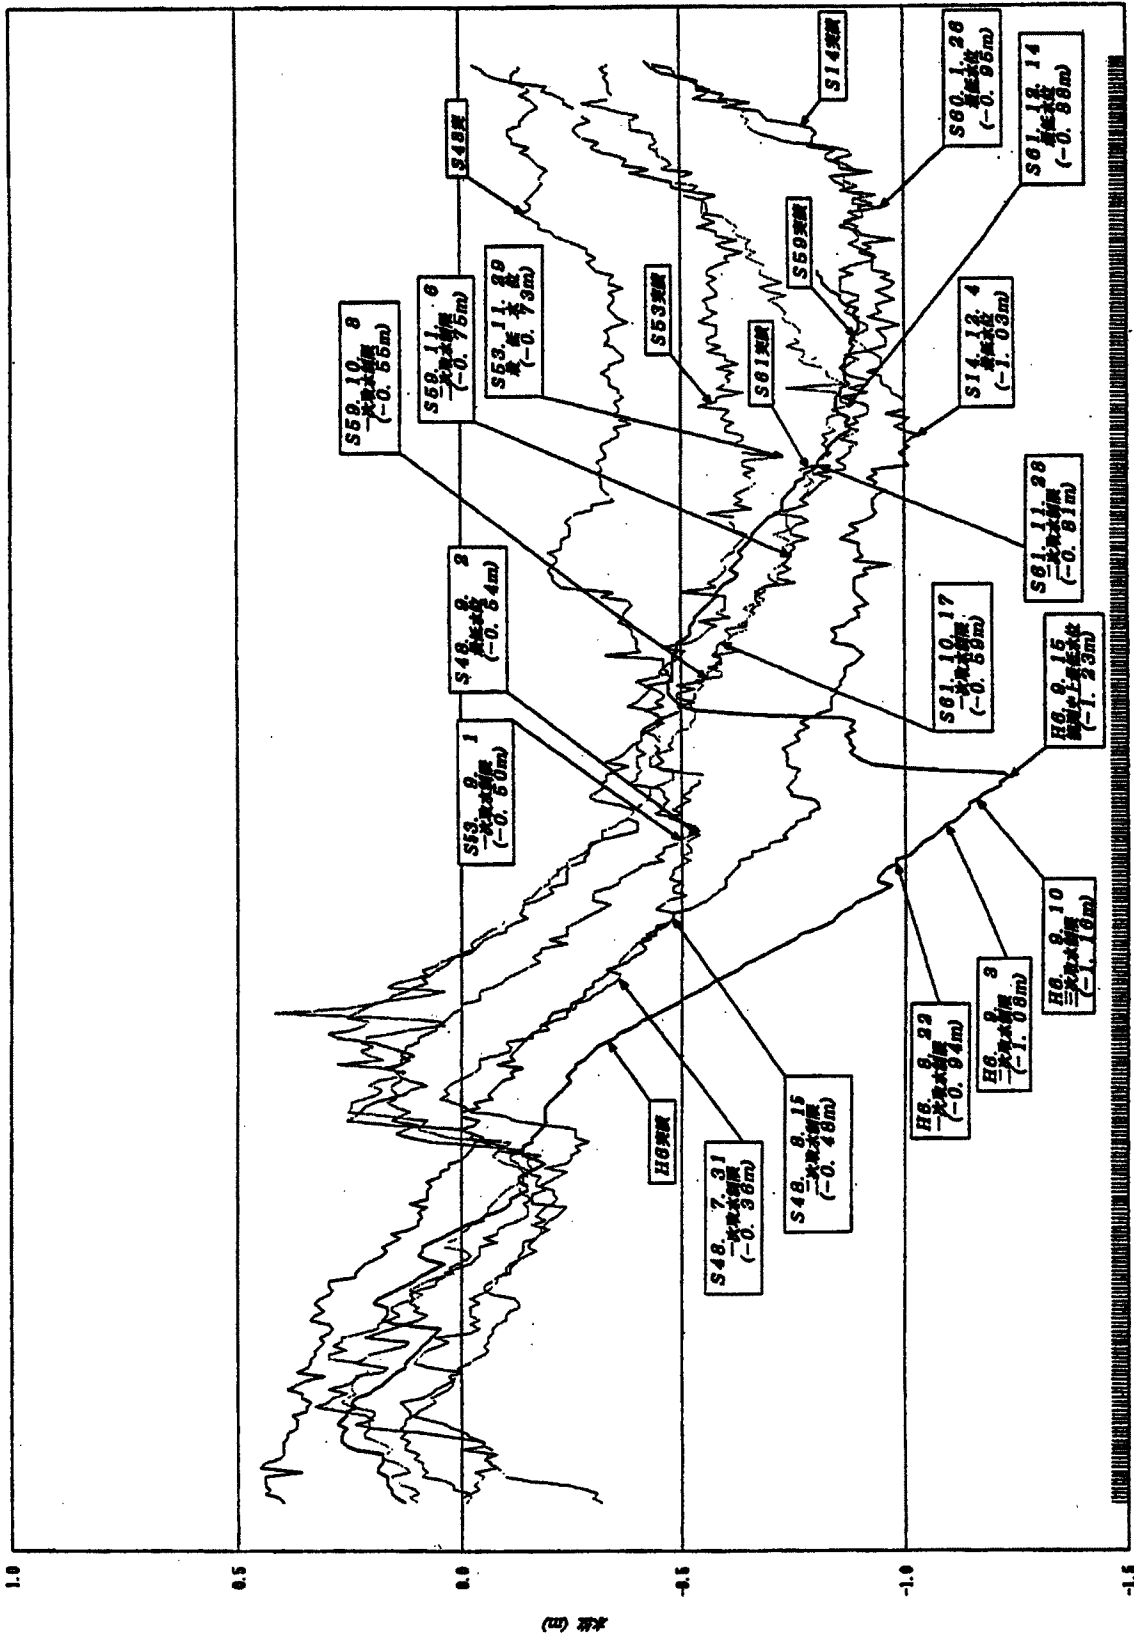 1.0
0.5
0.0
-0.5
-1.0
-1.5
水位 (m)
S53. 9. 1
一次取水制限
(-0. 50m)
S48. 9. 2
最低水位
(-0. 54m)
S59. 10. 8
一次取水制限
(-0. 55m)
S59. 11. 6
二次取水制限
(-0. 75m)
S53. 11. 29
最 低 水 位
(-0. 73m)
S48実
S53実績
S61実績
S59実績
S14実績
H6実績
S48. 7. 31
一次取水制限
(-0. 36m)
S48. 8. 15
二次取水制限
(-0. 48m)
H6. 8. 22
一次取水制限
(-0. 94m)
H6. 9. 3
二次取水制限
(-1. 08m)
H6. 9. 10
三次取水制限
(-1. 16m)
H6. 9. 15
観測史上最低水位
(-1. 23m)
S61. 10. 17
一次取水制限
(-0. 59m)
S61. 11. 28
二次取水制限
(-0. 81m)
S14. 12. 4
最低水位
(-1. 03m)
S61. 12. 14
最低水位
(-0. 88m)
S60. 1. 26
最低水位
(-0. 95m)